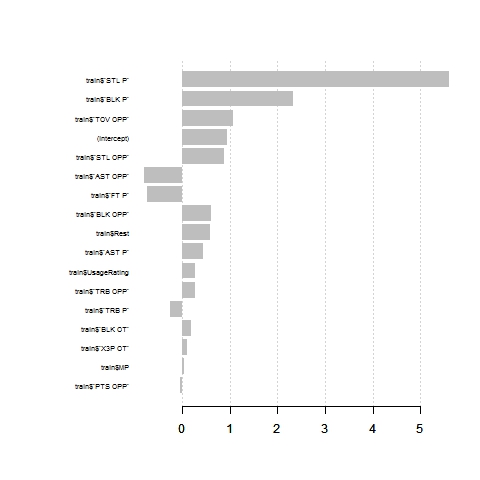 train$`STL P`
train$`BLK P`
train$`TOV OPP`
(Intercept)
train$`STL OPP`
train$`AST OPP`
train$`FT P`
train$`BLK OPP`
train$Rest
train$`AST P`
train$UsageRating
train$`TRB OPP`
train$`TRB P`
train$`BLK OT`
train$`X3P OT`
train$MP
train$`PTS OPP`
0 1 2 3 4 5